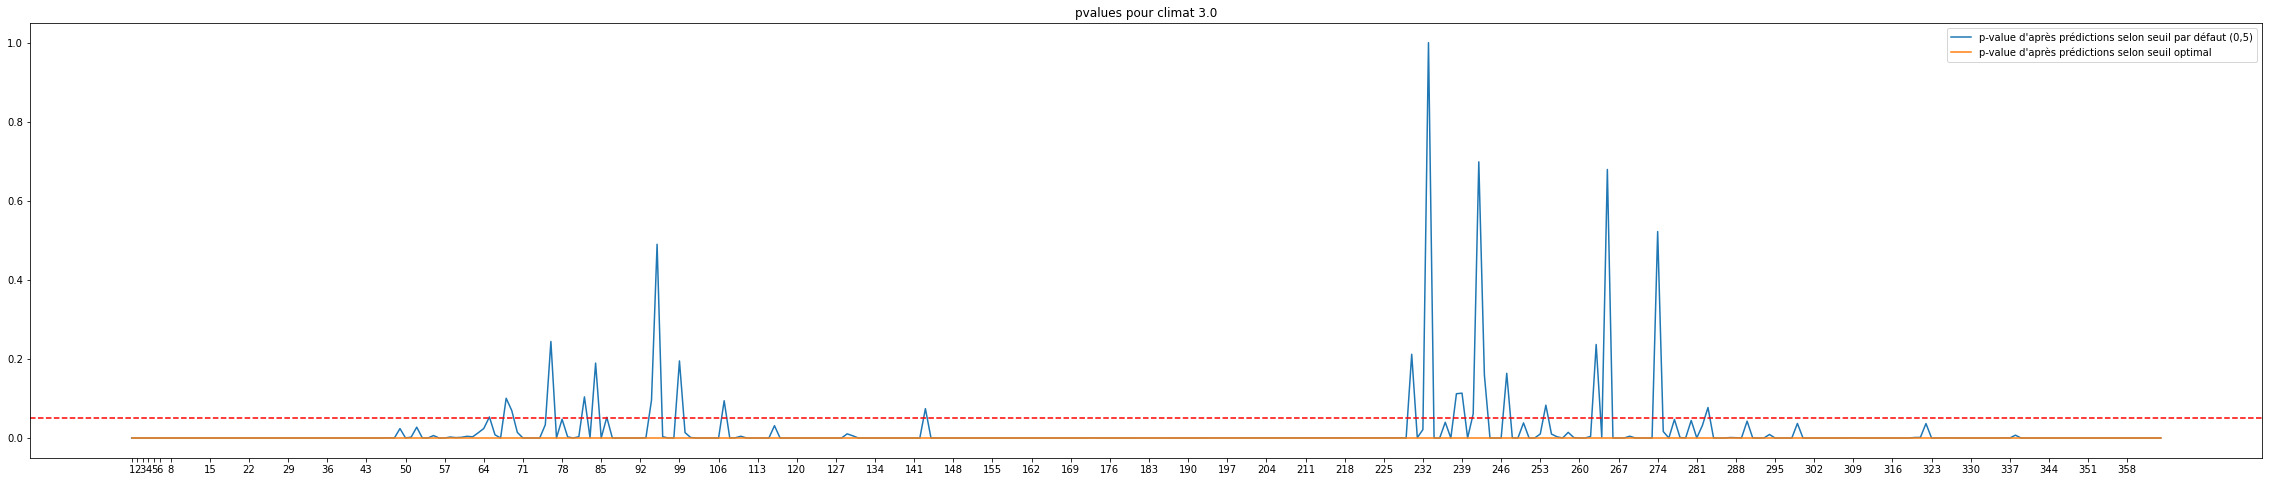 pvalues pour climat 3.0
p-value d'après prédictions selon seuil par défaut (0,5)
p-value d'après prédictions selon seuil optimal
1.0
0.8
0.6
0.4
0.2
0.0
1 2 3 4 5 6 8 15 22 29 36 43 50 57 64 71 78 85 92 99 106 113 120 127 134 141 148 155 162 169 176 183 190 197 204 211 218 225 232 239 246 253 260 267 274 281 288 295 302 309 316 323 330 337 344 351 358